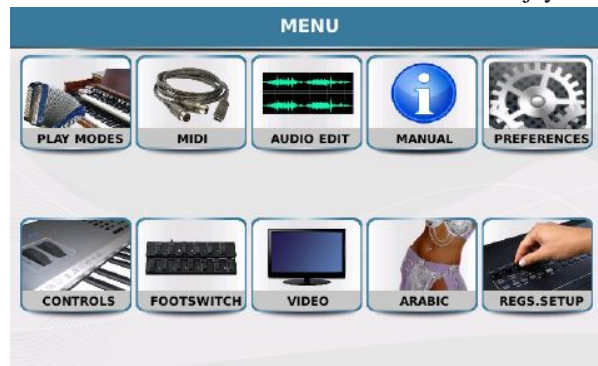 MENU
PLAY MODES
MIDI
AUDIO EDIT
MANUAL
PREFERENCES
CONTROLS
FOOTSWITCH
VIDEO
ARABIC
REGS.SETUP